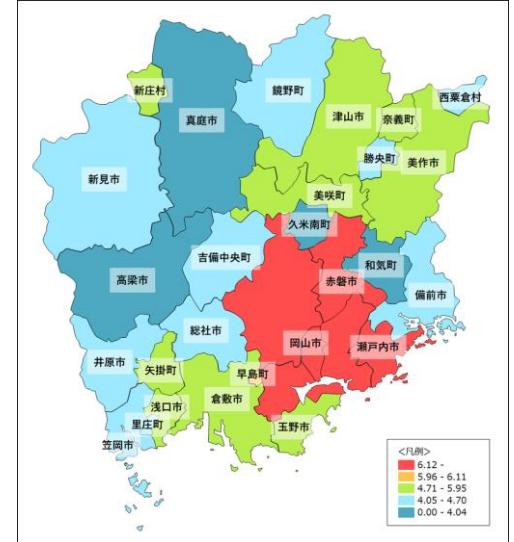 新庄村
鏡野町
西粟倉村
真庭市
津山市
奈義町
勝央町
美作市
新見市
美咲町
久米南町
吉備中央町
和気町
高梁市
赤磐市
備前市
総社市
岡山市
瀬戸内市
井原市
矢掛町
早島町
浅口市
倉敷市
里庄町
玉野市
笠岡市
<凡例>
6.12 -
5.96 - 6.11
4.71 - 5.95
4.05 - 4.70
0.00 - 4.04